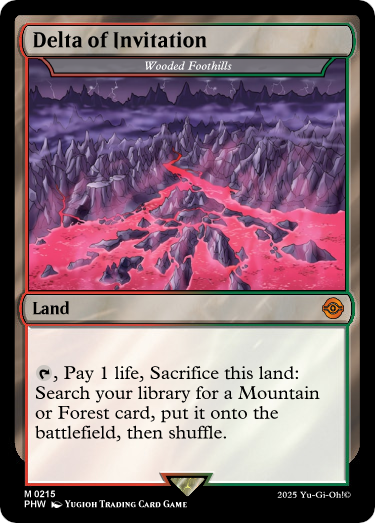 Delta of Invitation
Wooded Foothills
Land
, Pay 1 life, Sacrifice this land:
Search your library for a Mountain
or Forest card, put it onto the
battlefield, then shuffle.
M 0215
PHW Yugioh Trading Card Game
2025 Yu-Gi-Oh!©